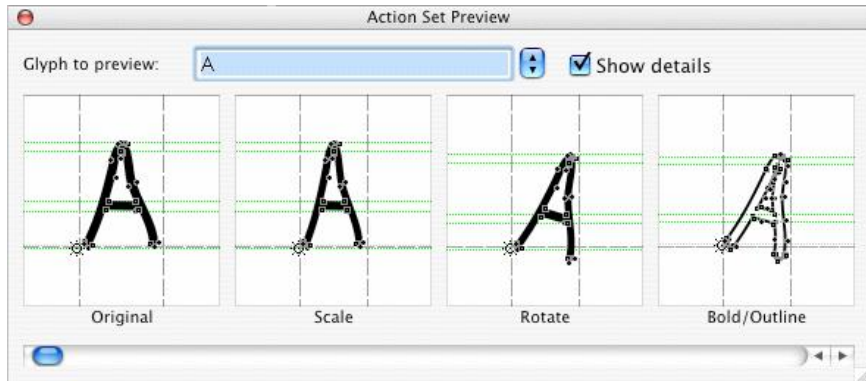 Action Set Preview
Glyph to preview: A Show details
Original Scale Rotate Bold/Outline